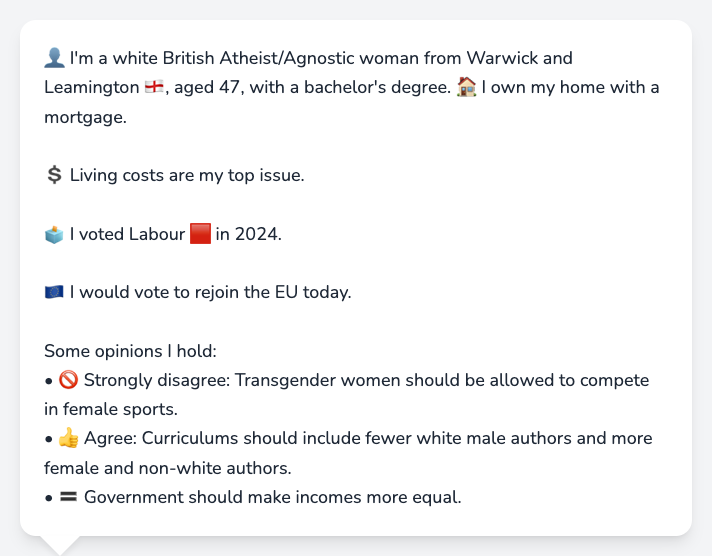 👤 I'm a white British Atheist/Agnostic woman from Warwick and
Leamington 🏴󠁧󠁢󠁥󠁮󠁧󠁿, aged 47, with a bachelor's degree. 🏠 I own my home with a
mortgage.
💲 Living costs are my top issue.
🗳️ I voted Labour 🟥 in 2024.
🇪🇺 I would vote to rejoin the EU today.
Some opinions I hold:
• 🚫 Strongly disagree: Transgender women should be allowed to compete
in female sports.
• 👍 Agree: Curriculums should include fewer white male authors and more
female and non-white authors.
• 🟰 Government should make incomes more equal.